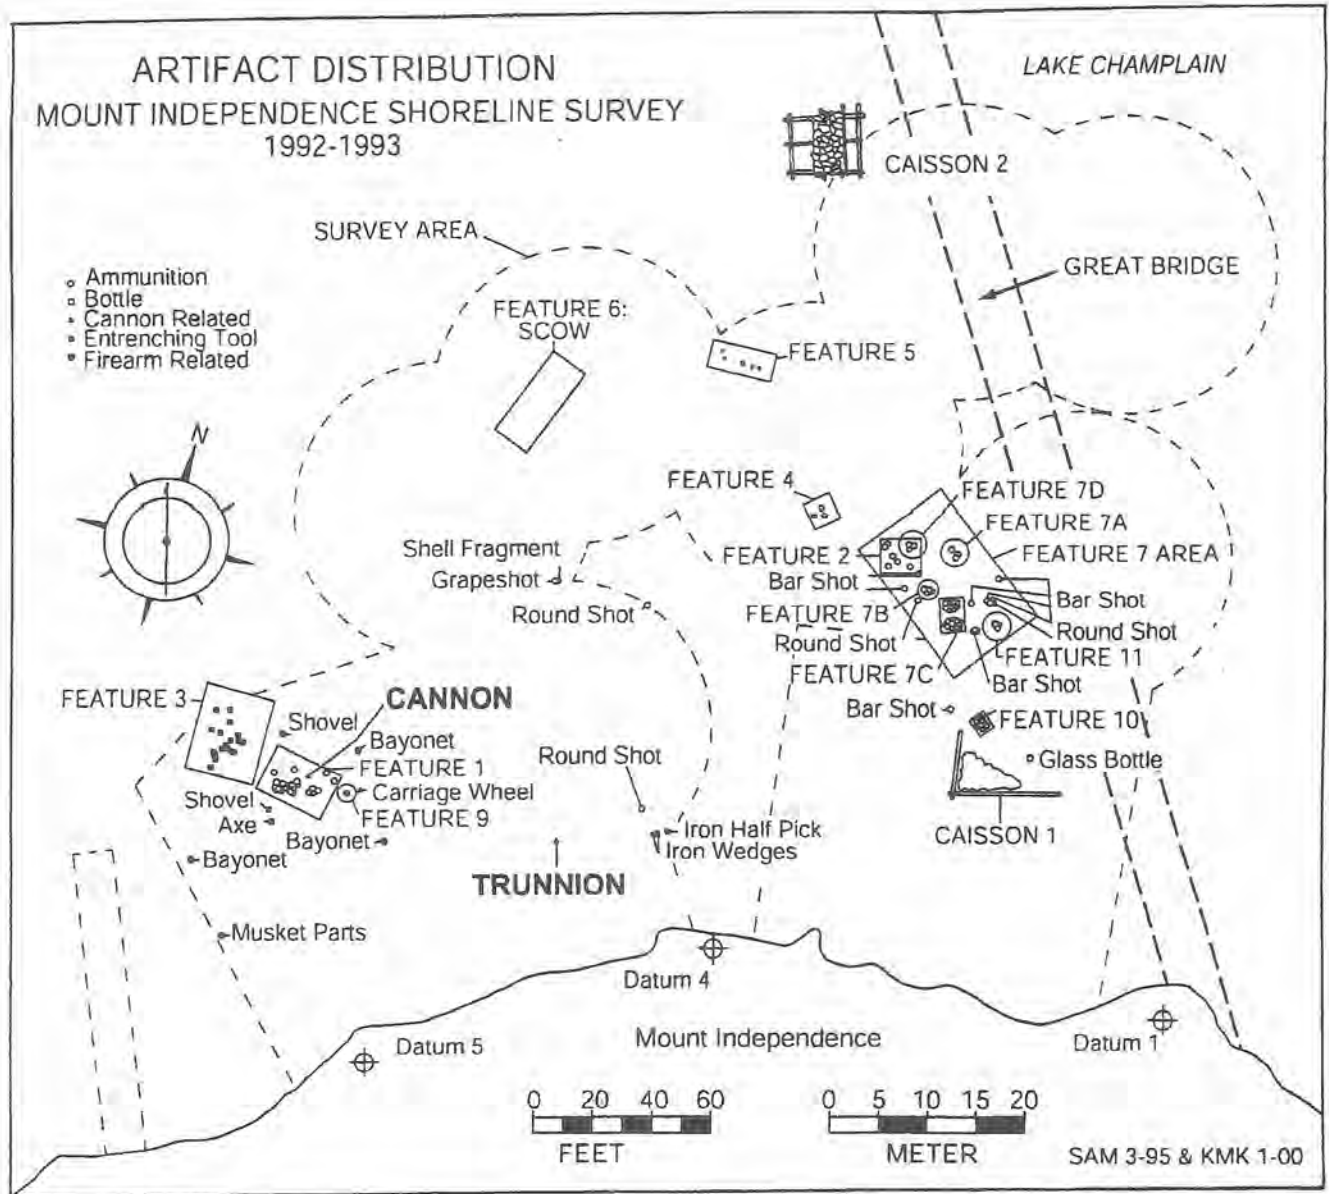 ARTIFACT DISTRIBUTION
MOUNT INDEPENDENCE SHORELINE SURVEY
1992-1993
LAKE CHAMPLAIN
CAISSON 2
SURVEY AREA
GREAT BRIDGE
Ammunition
Bottle
Cannon Related
Entrenching Tool
Firearm Related
FEATURE 6:
SCOW
FEATURE 5
N
FEATURE 4
FEATURE 7D
FEATURE 7A
FEATURE 2
FEATURE 7 AREA
Shell Fragment
Grapeshot
Bar Shot
Round Shot
FEATURE 7B
Bar Shot
Round Shot
Round Shot
FEATURE 11
FEATURE 7C
Bar Shot
FEATURE 3
CANNON
Shovel
Bar Shot
FEATURE 10
Bayonet
Round Shot
Glass Bottle
FEATURE 1
Carriage Wheel
Shovel
FEATURE 9
Axe
Iron Half Pick
CAISSON 1
Bayonet
Iron Wedges
Bayonet
TRUNNION
Musket Parts
Datum 4
Mount Independence
Datum 5
Datum 1
0 20 40 60
FEET
0 5 10 15 20
METER
SAM 3-95 & KMK 1-00